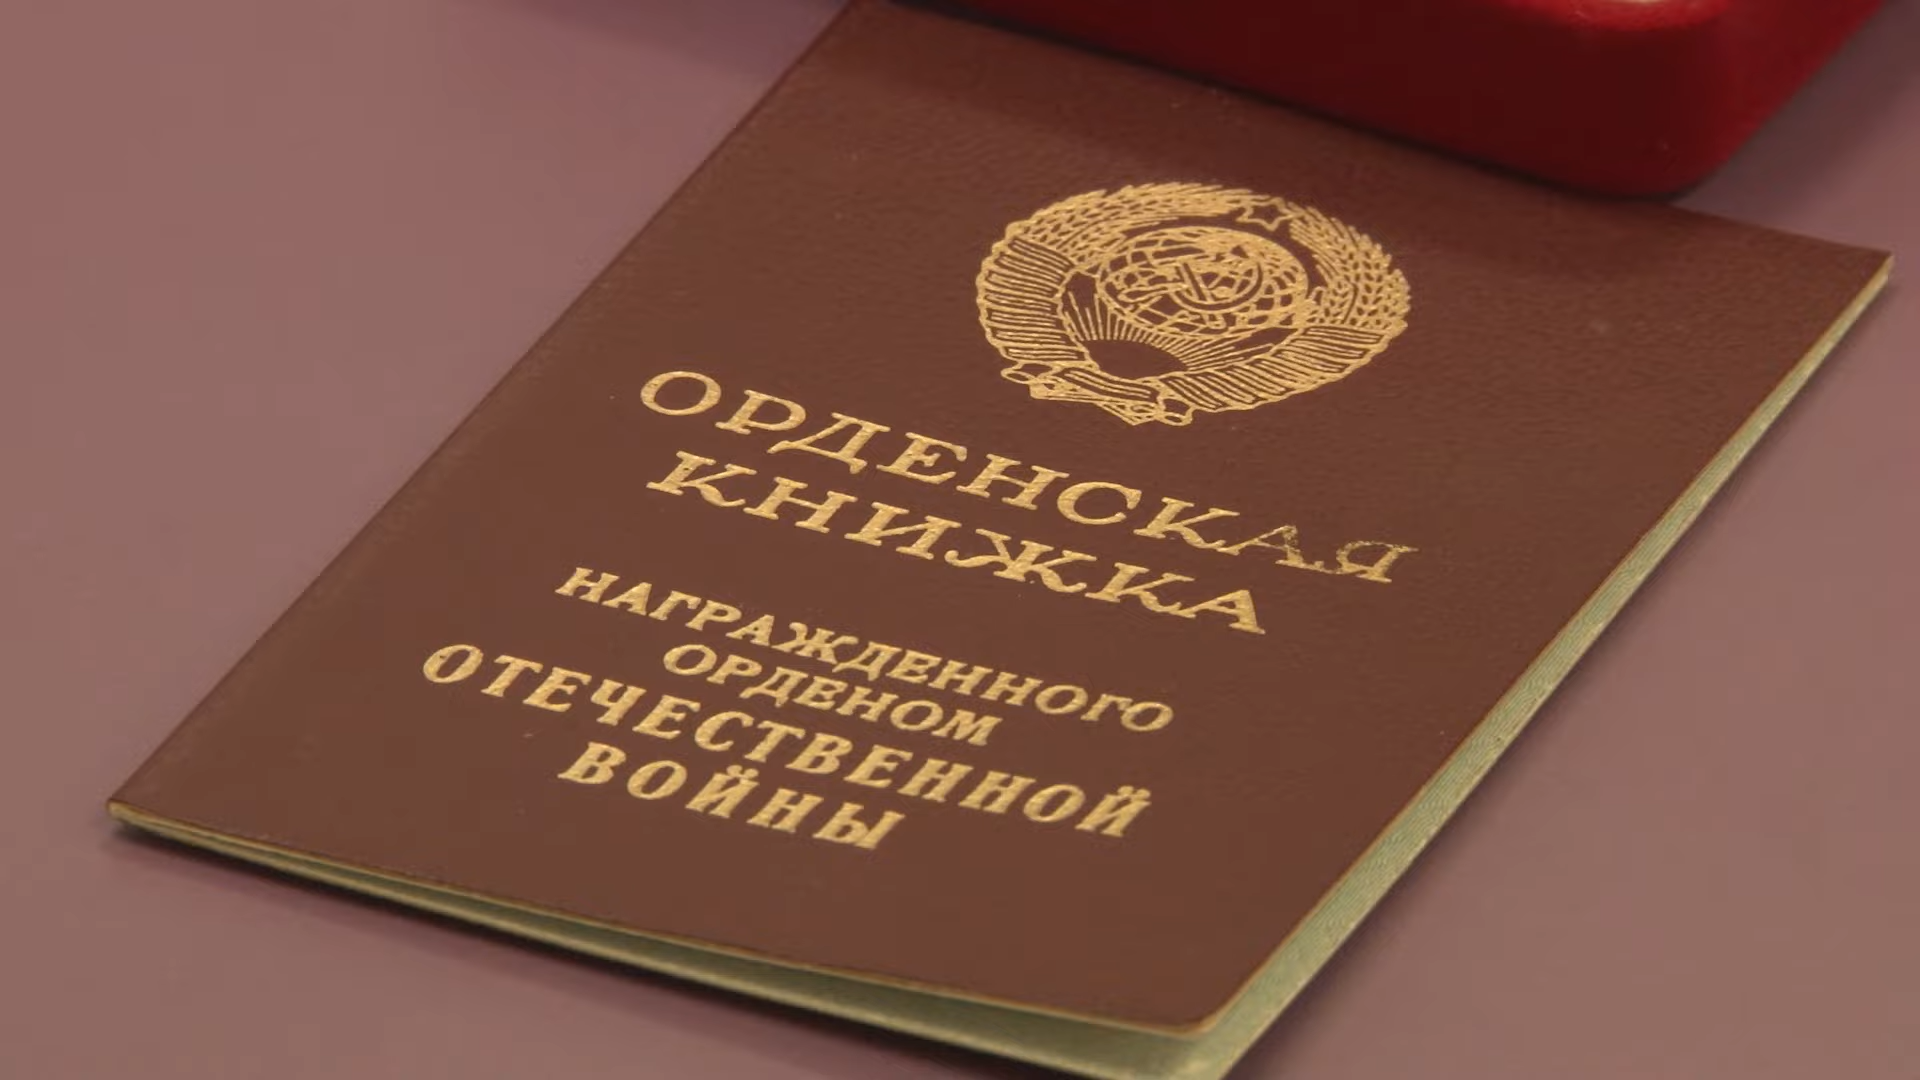 ОРДЕНСКАЯ
КНИЖКА
НАГРАЖДЕННОГО
ОРДЕНОМ
ОТЕЧЕСТВЕННОЙ
ВОЙНЫ